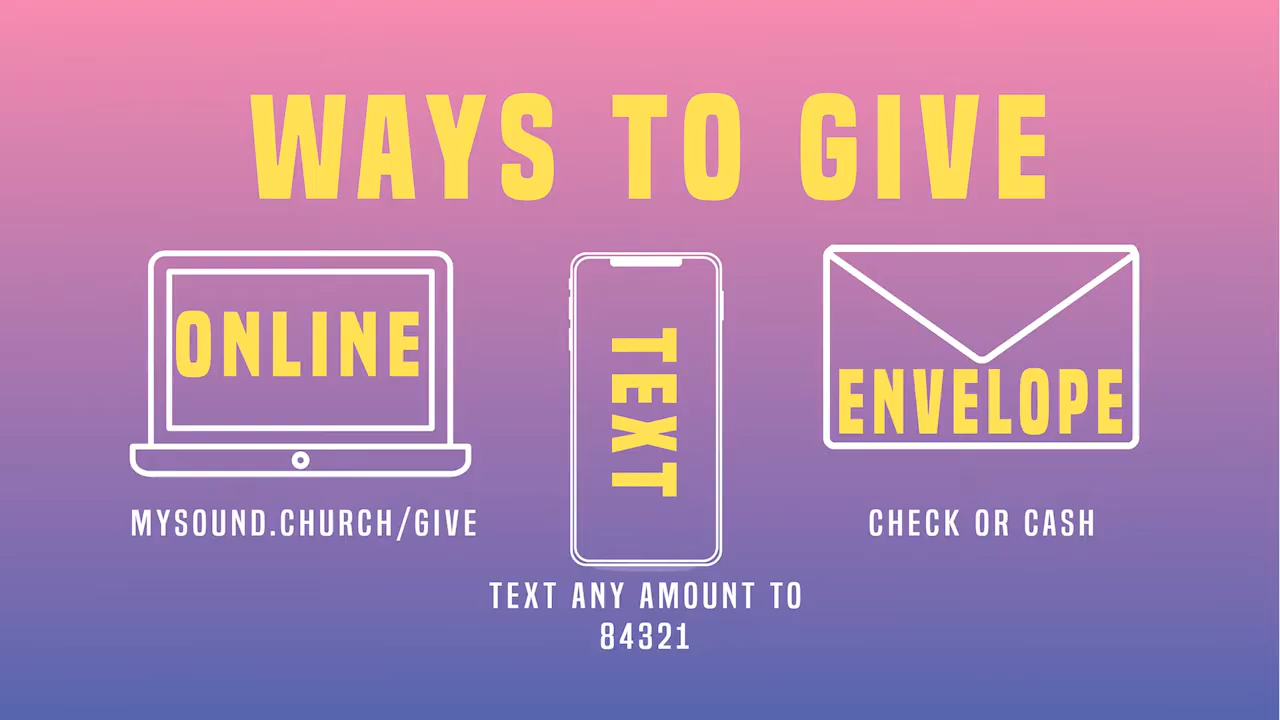 WAYS TO GIVE
ONLINE
MYSOUND.CHURCH/GIVE
TEXT
TEXT ANY AMOUNT TO
84321
ENVELOPE
CHECK OR CASH